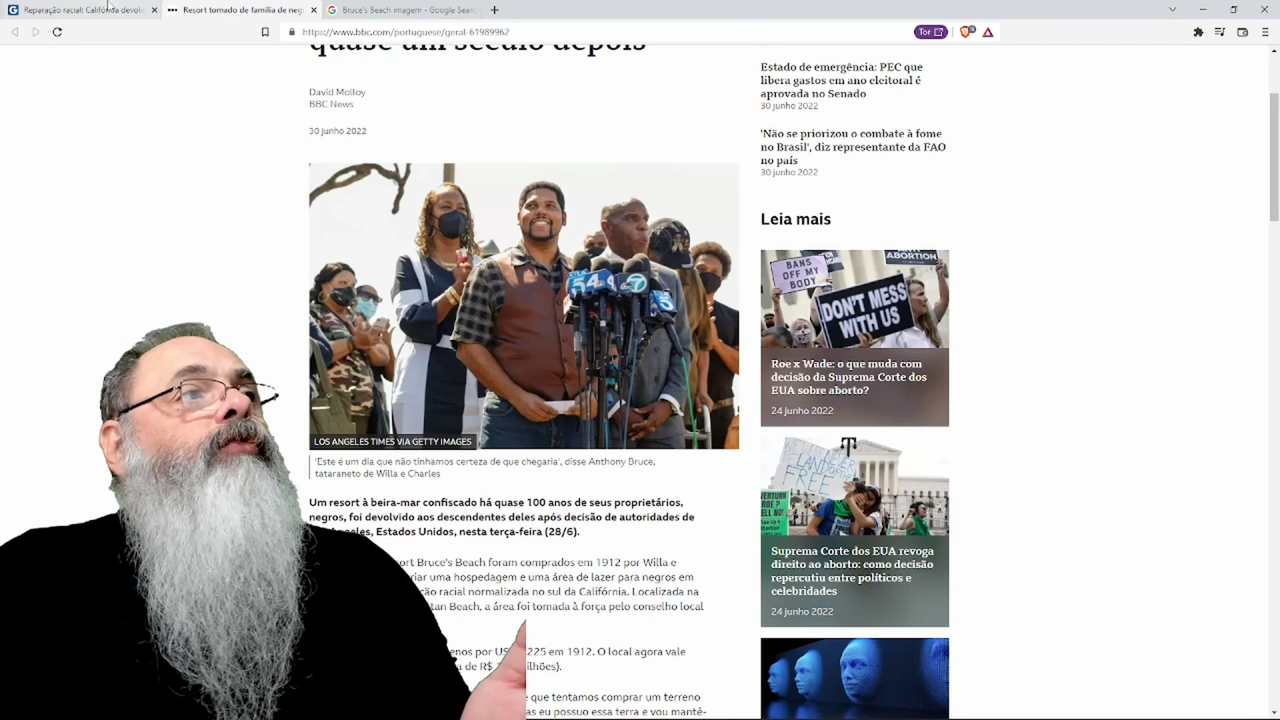 Reparação racial: Califórnia devolv
Resort tomado de família de neg
Bruce's Beach imagem - Google Sear
https://www.bbc.com/portuguese/geral-61989962
Tor
quase um século depois
David Molloy
BBC News
30 junho 2022
LOS ANGELES TIMES VIA GETTY IMAGES
'Este é um dia que não tínhamos certeza de que chegaria', disse Anthony Bruce,
tataraneto de Willa e Charles
Um resort à beira-mar confiscado há quase 100 anos de seus proprietários,
negros, foi devolvido aos descendentes deles após decisão de autoridades de
eles, Estados Unidos, nesta terça-feira (28/6).
ort Bruce's Beach foram comprados em 1912 por Willa e
riar uma hospedagem e uma área de lazer para negros em
ção racial normalizada no sul da Califórnia. Localizada na
tan Beach, a área foi tomada à força pelo conselho local
enos por US 225 em 1912. O local agora vale
a de R$ ilhões).
que tentamos comprar um terreno
as eu possuo essa terra e vou mantê-
Estado de emergência: PEC que
libera gastos em ano eleitoral é
aprovada no Senado
30 junho 2022
'Não se priorizou o combate à fome
no Brasil', diz representante da FAO
no país
30 junho 2022
Leia mais
BANS
OFF MY
BODY
ABORTION
DON'T MESS
WITH US
Roe x Wade: o que muda com
decisão da Suprema Corte dos
EUA sobre aborto?
24 junho 2022
Suprema Corte dos EUA revoga
direito ao aborto: como decisão
repercutiu entre políticos e
celebridades
24 junho 2022